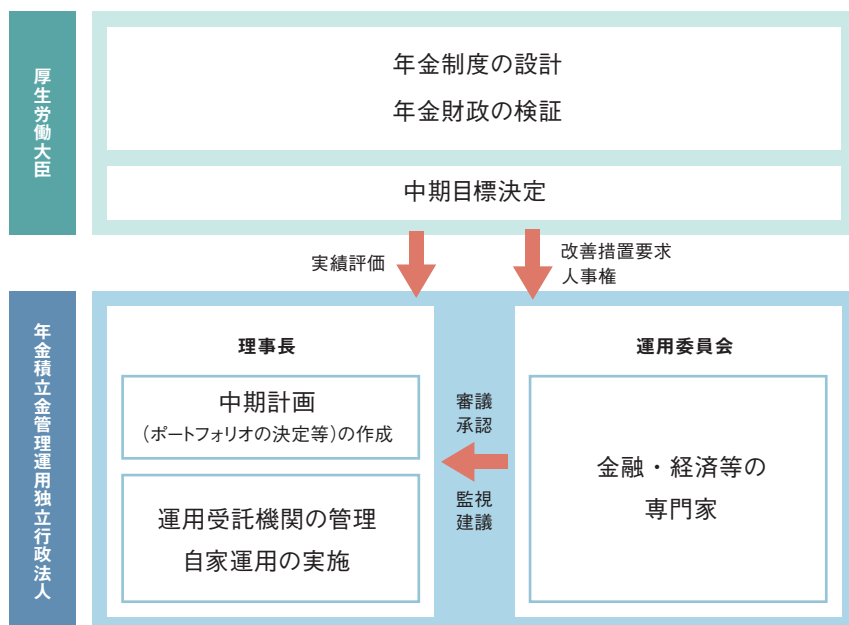 厚生労働大臣
年金制度の設計
年金財政の検証
中期目標決定
実績評価
改善措置要求
人事権
年金積立金管理運用独立行政法人
理事長
中期計画
(ポートフォリオの決定等)の作成
運用受託機関の管理
自家運用の実施
審議
承認
監視
建議
運用委員会
金融・経済等の
専門家